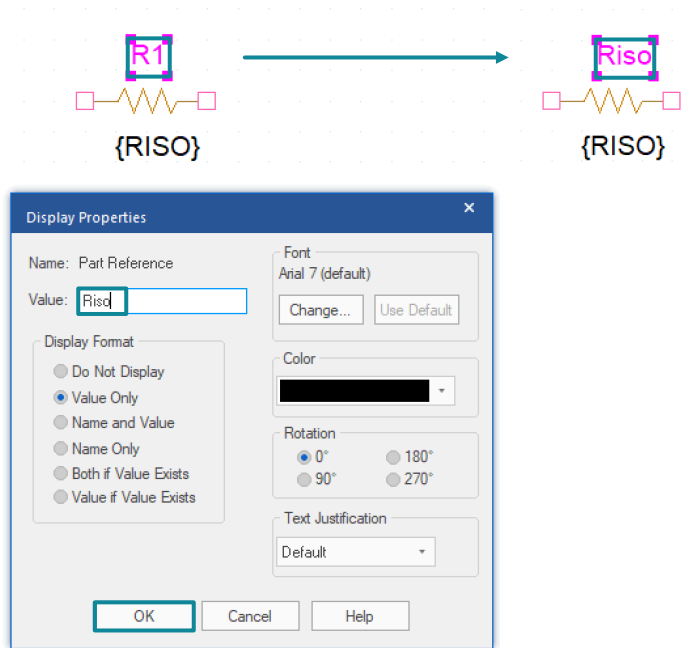 R1
Riso
{RISO}
{RISO}
Display Properties
Name: Part Reference
Value: Riso
Display Format
Do Not Display
Value Only
Name and Value
Name Only
Both if Value Exists
Value if Value Exists
Font
Arial 7 (default)
Change... Use Default
Color
Rotation
0° 180°
90° 270°
Text Justification
Default
OK Cancel Help